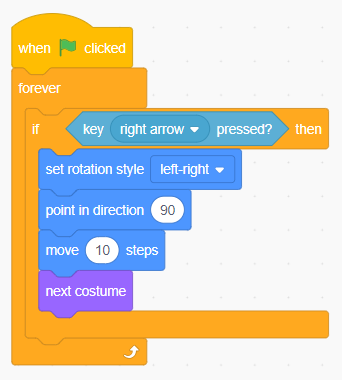 when clicked
forever
if key right arrow pressed? then
set rotation style left-right
point in direction 90
move 10 steps
next costume